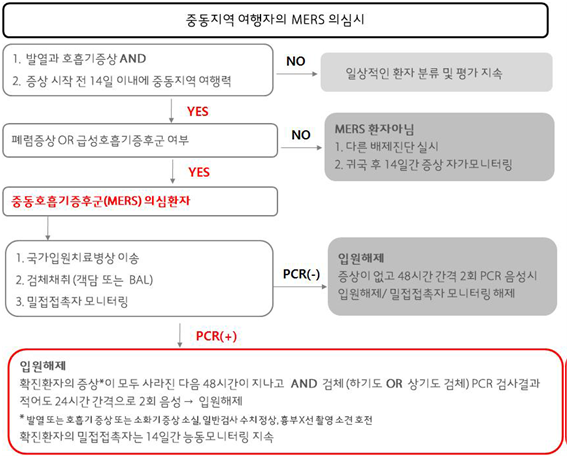 중동지역 여행자의 MERS 의심시
1. 발열과 호흡기증상 AND
2. 증상 시작 전 14일 이내에 중동지역 여행력
NO
일상적인 환자 분류 및 평가 지속
YES
폐렴증상 OR 급성호흡기증후군 여부
NO
MERS 환자아님
1. 다른 배제진단 실시
2. 귀국 후 14일간 증상 자가모니터링
YES
중동호흡기증후군(MERS) 의심환자
1. 국가입원치료병상 이송
2. 검체채취 (객담 또는 BAL)
3. 밀접접촉자 모니터링
PCR(-)
입원해제
증상이 없고 48시간 간격 2회 PCR 음성시
입원해제/ 밀접접촉자 모니터링 해제
PCR(+)
입원해제
확진환자의 증상*이 모두 사라진 다음 48시간이 지나고 AND 검체 (하기도 OR 상기도 검체) PCR 검사결과
적어도 24시간 간격으로 2회 음성 → 입원해제
* 발열 또는 호흡기 증상 또는 소화기 증상 소실, 일반검사 수치 정상, 흉부X선 촬영 소견 호전
확진환자의 밀접접촉자는 14일간 능동모니터링 지속